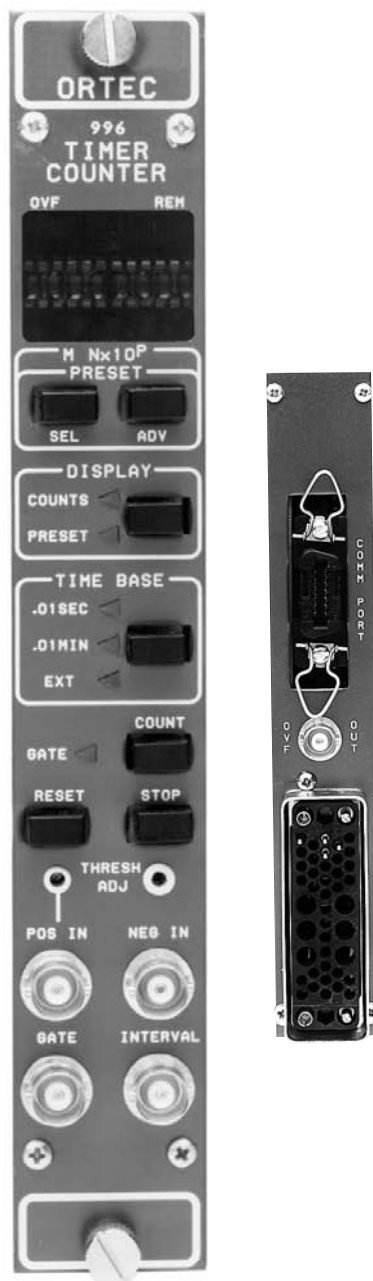 ORTEC
996
TIMER
COUNTER
OVF REM
M Nx10P
PRESET
SEL ADV
DISPLAY
COUNTS
PRESET
TIME BASE
.01SEC
.01MIN
EXT
COUNT
GATE
RESET STOP
THRESH
ADJ
POS IN NEG IN
GATE INTERVAL
COMM PORT
OVF OUT